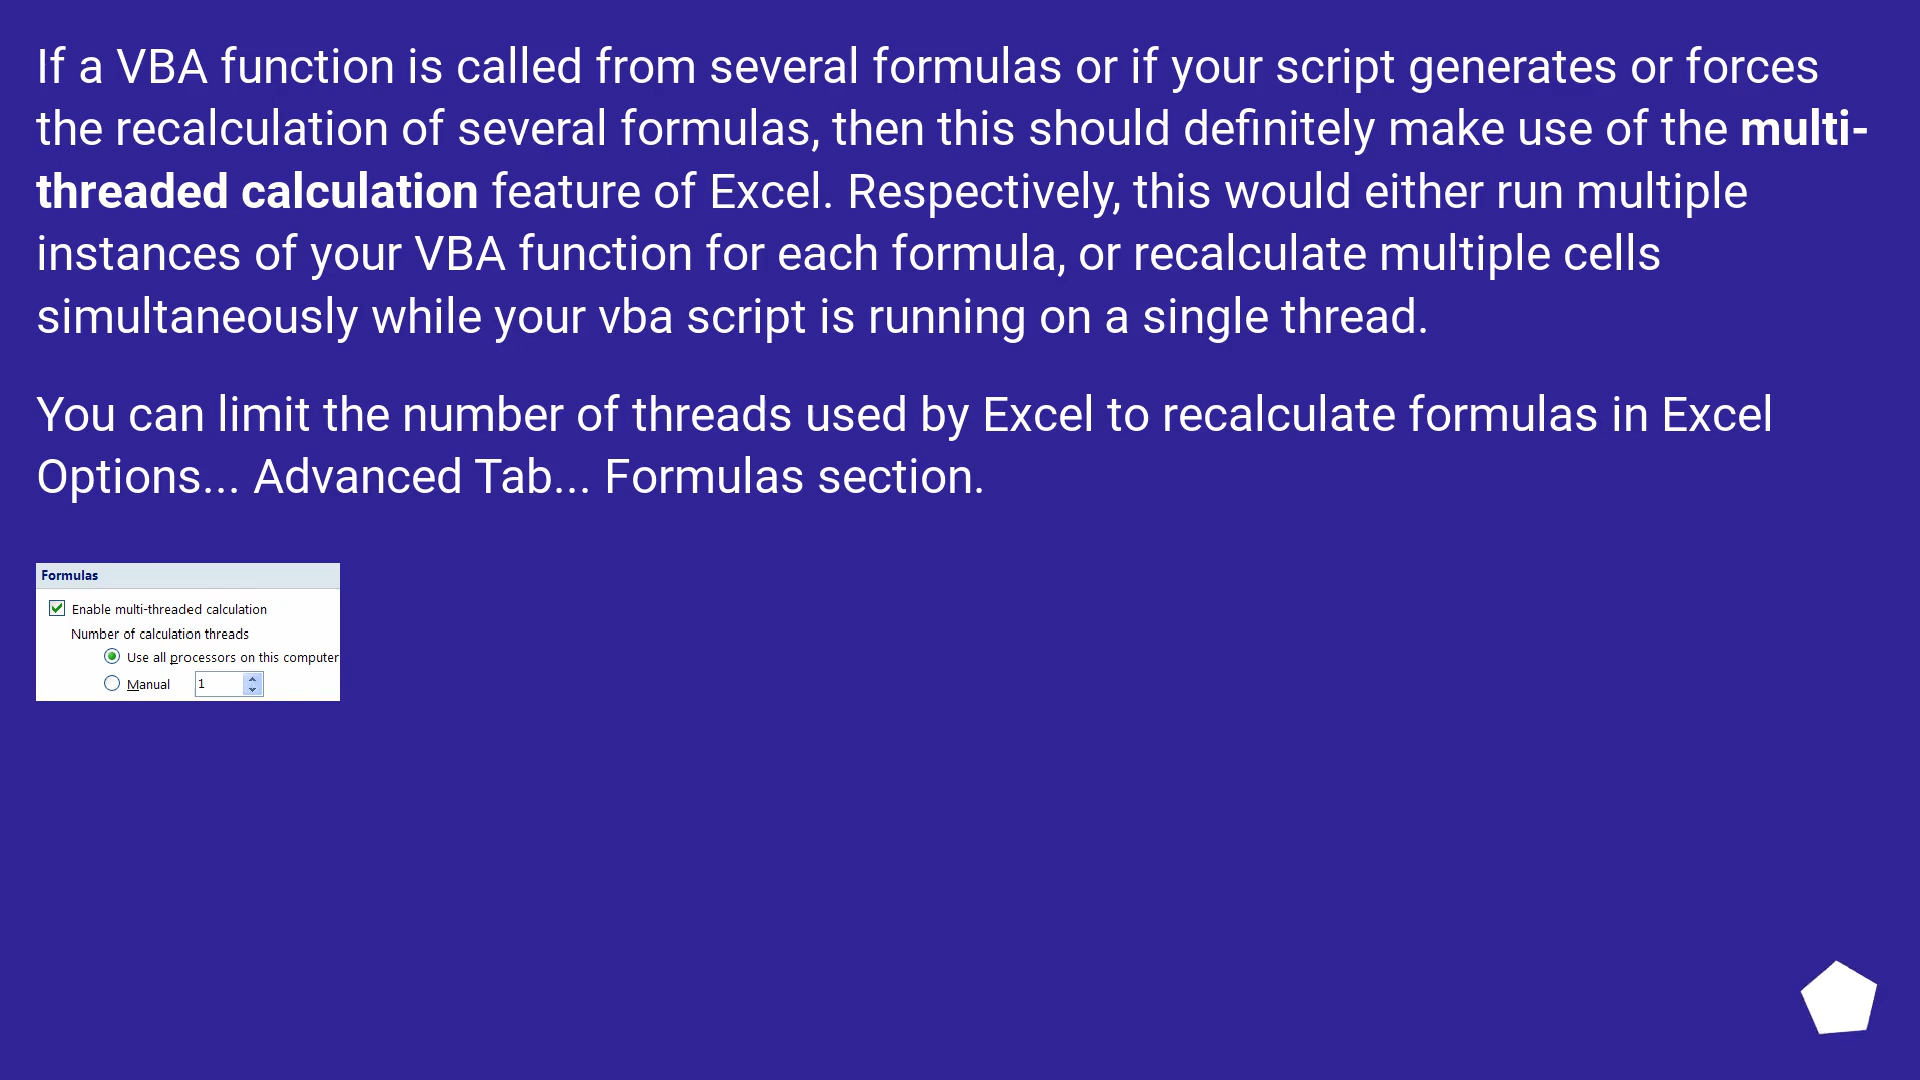 If a VBA function is called from several formulas or if your script generates or forces
the recalculation of several formulas, then this should definitely make use of the multi-
threaded calculation feature of Excel. Respectively, this would either run multiple
instances of your VBA function for each formula, or recalculate multiple cells
simultaneously while your vba script is running on a single thread.
You can limit the number of threads used by Excel to recalculate formulas in Excel
Options... Advanced Tab... Formulas section.
Formulas
Enable multi-threaded calculation
Number of calculation threads
Use all processors on this computer
Manual 1